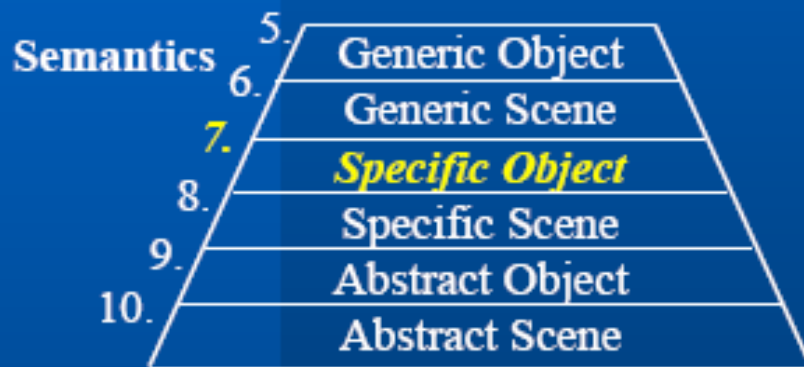 Semantics
5. Generic Object
6. Generic Scene
7. Specific Object
8. Specific Scene
9. Abstract Object
10. Abstract Scene